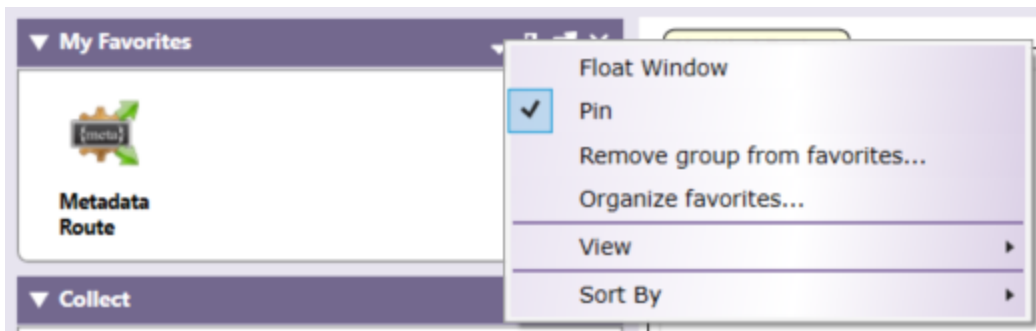 My Favorites
{meta}
Metadata
Route
Collect
Float Window
Pin
Remove group from favorites...
Organize favorites...
View
Sort By